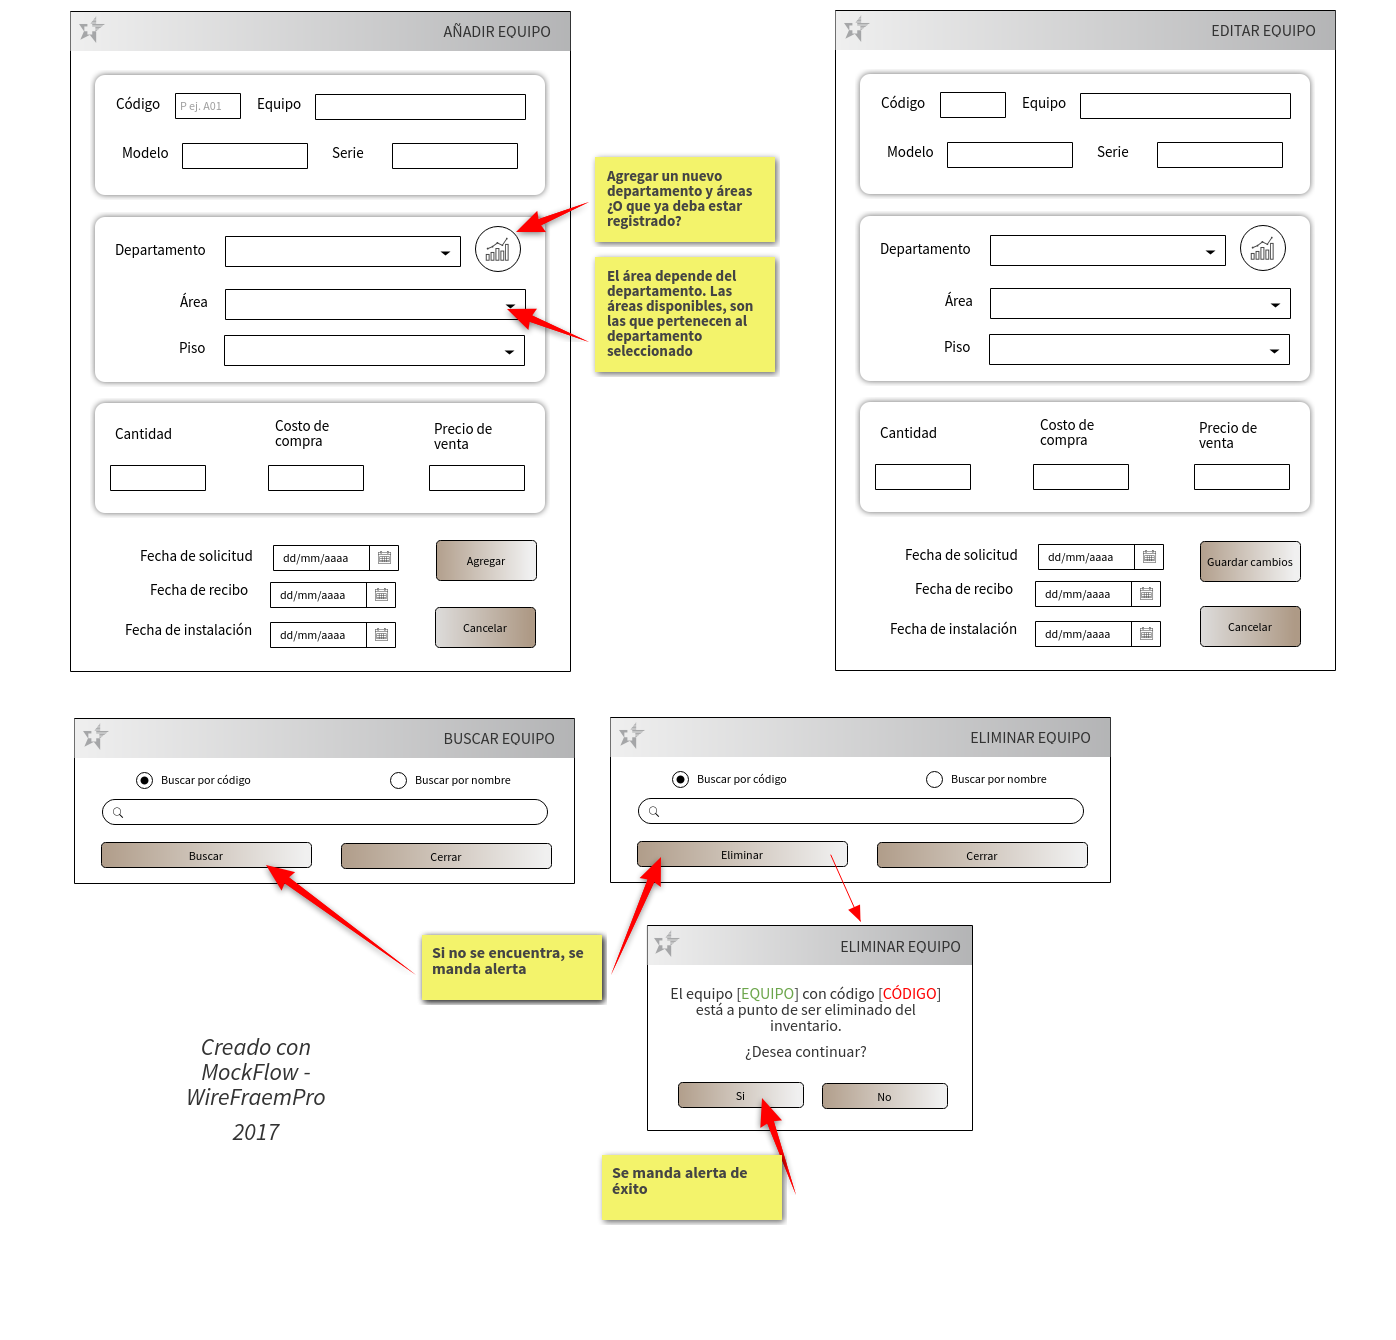 AÑADIR EQUIPO
Código P ej. A01 Equipo
Modelo Serie
Departamento
Área
Piso
Cantidad
Costo de
compra
Precio de
venta
Fecha de solicitud dd/mm/aaaa
Fecha de recibo dd/mm/aaaa
Fecha de instalación dd/mm/aaaa
Agregar
Cancelar
Agregar un nuevo
departamento y áreas
¿O que ya deba estar
registrado?
El área depende del
departamento. Las
áreas disponibles, son
las que pertenecen al
departamento
seleccionado
EDITAR EQUIPO
Código Equipo
Modelo Serie
Departamento
Área
Piso
Cantidad
Costo de
compra
Precio de
venta
Fecha de solicitud dd/mm/aaaa
Fecha de recibo dd/mm/aaaa
Fecha de instalación dd/mm/aaaa
Guardar cambios
Cancelar
BUSCAR EQUIPO
Buscar por código Buscar por nombre
Buscar Cerrar
ELIMINAR EQUIPO
Buscar por código Buscar por nombre
Eliminar Cerrar
Si no se encuentra, se
manda alerta
ELIMINAR EQUIPO
El equipo [EQUIPO] con código [CÓDIGO]
está a punto de ser eliminado del
inventario.
¿Desea continuar?
Si No
Se manda alerta de
éxito
Creado con
MockFlow -
WireFraemPro
2017